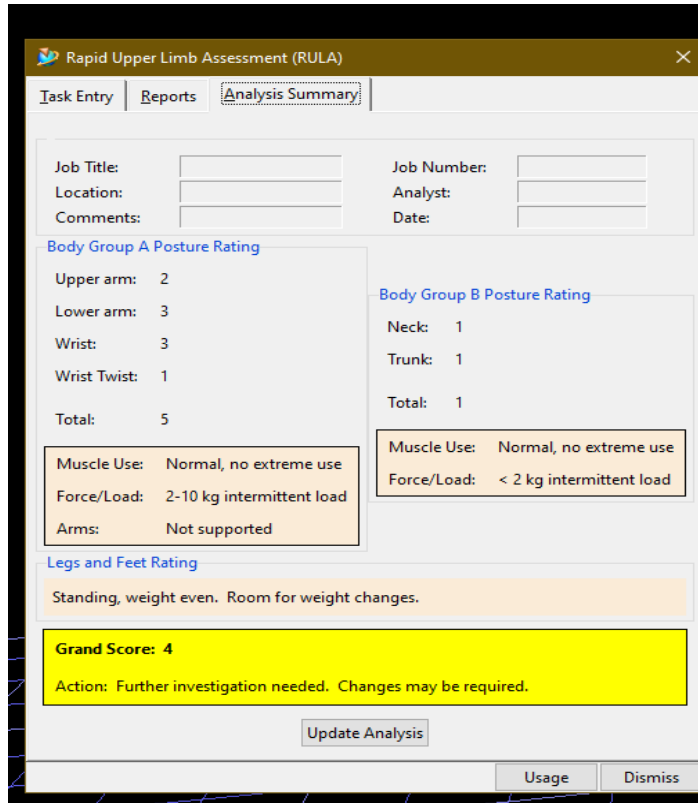 Rapid Upper Limb Assessment (RULA)
Task Entry Reports Analysis Summary
Job Title: Job Number:
Location: Analyst:
Comments: Date:
Body Group A Posture Rating
Upper arm: 2
Lower arm: 3
Wrist: 3
Wrist Twist: 1
Total: 5
Muscle Use: Normal, no extreme use
Force/Load: 2-10 kg intermittent load
Arms: Not supported
Body Group B Posture Rating
Neck: 1
Trunk: 1
Total: 1
Muscle Use: Normal, no extreme use
Force/Load: < 2 kg intermittent load
Legs and Feet Rating
Standing, weight even. Room for weight changes.
Grand Score: 4
Action: Further investigation needed. Changes may be required.
Update Analysis
Usage Dismiss